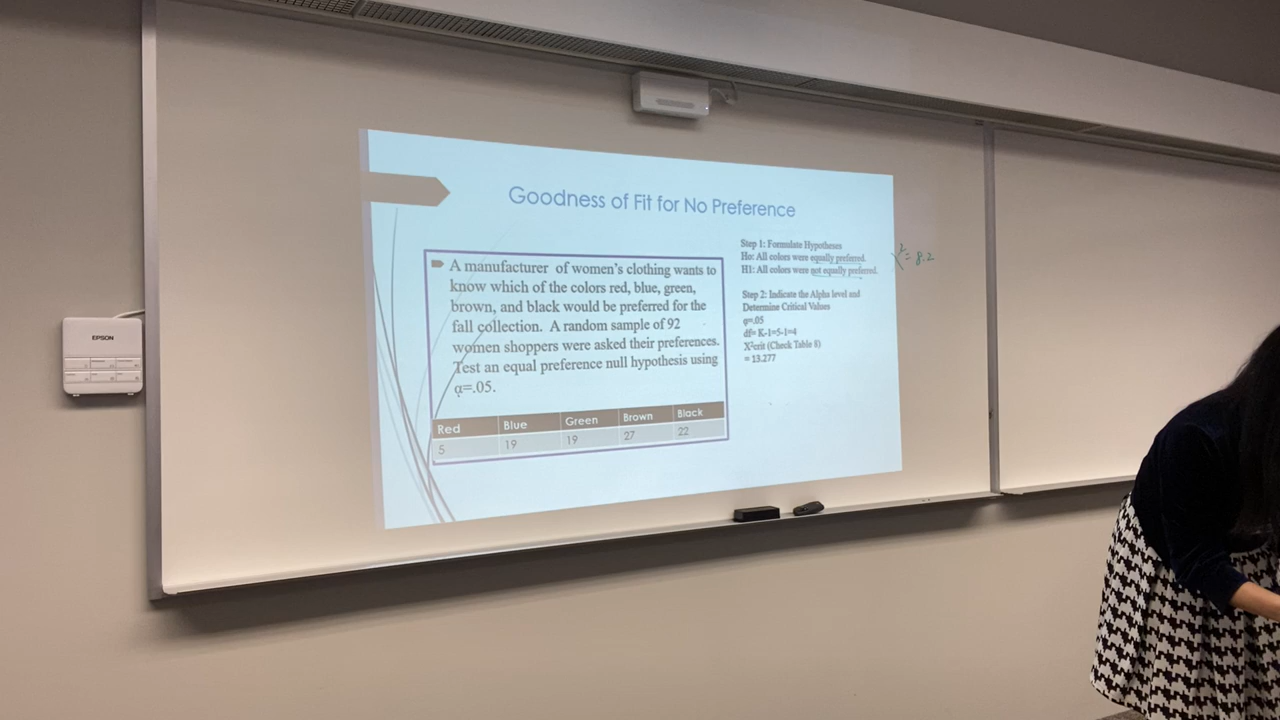 EPSON
Goodness of Fit for No Preference
A manufacturer of women's clothing wants to
know which of the colors red, blue, green,
brown, and black would be preferred for the
fall collection. A random sample of 92
women shoppers were asked their preferences.
Test an equal preference null hypothesis using
α=.05.
Red Blue Green Brown Black
5 19 19 27 22
Step 1: Formulate Hypotheses
Ho: All colors were equally preferred.
H1: All colors were not equally preferred.
Step 2: Indicate the Alpha level and
Determine Critical Values
α=.05
df= K-1=5-1=4
X²crit (Check Table 8)
= 13.277
χ²= 8.2